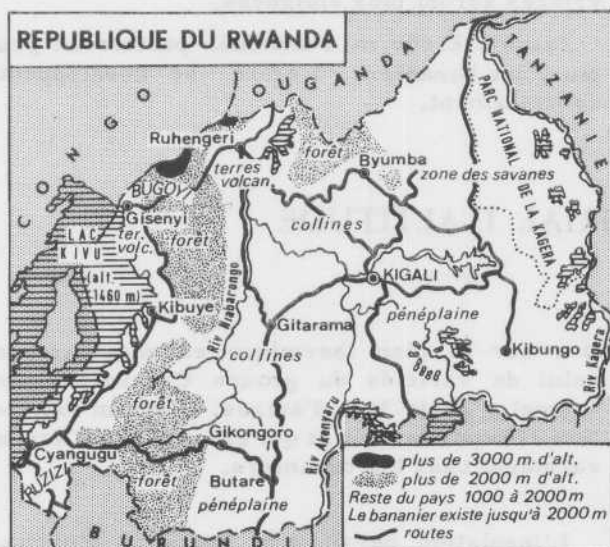 REPUBLIQUE DU RWANDA
OUGANDA
TANZANIE
CONGO
PARC NATIONAL
DE LA KAGERA
Ruhengeri
terres
volcan.
forêt
Byumba
zone des savanes
BUGOYI
Gisenyi
ter.
volc.
forêt
collines
LAC
KIVU
(alt.
1460 m)
Riv Niabarongo
KIGALI
Kibuye
Gitarama
pénéplaine
collines
Kibungo
Riv Kagera
forêt
Riv Akenyaru
Cyangugu
Gikongoro
RUZIZI
forêt
Butare
pénéplaine
BURUNDI
plus de 3000 m. d'alt.
plus de 2000 m d'alt.
Reste du pays 1000 à 2000 m
Le bananier existe jusqu'à 2000 m
routes